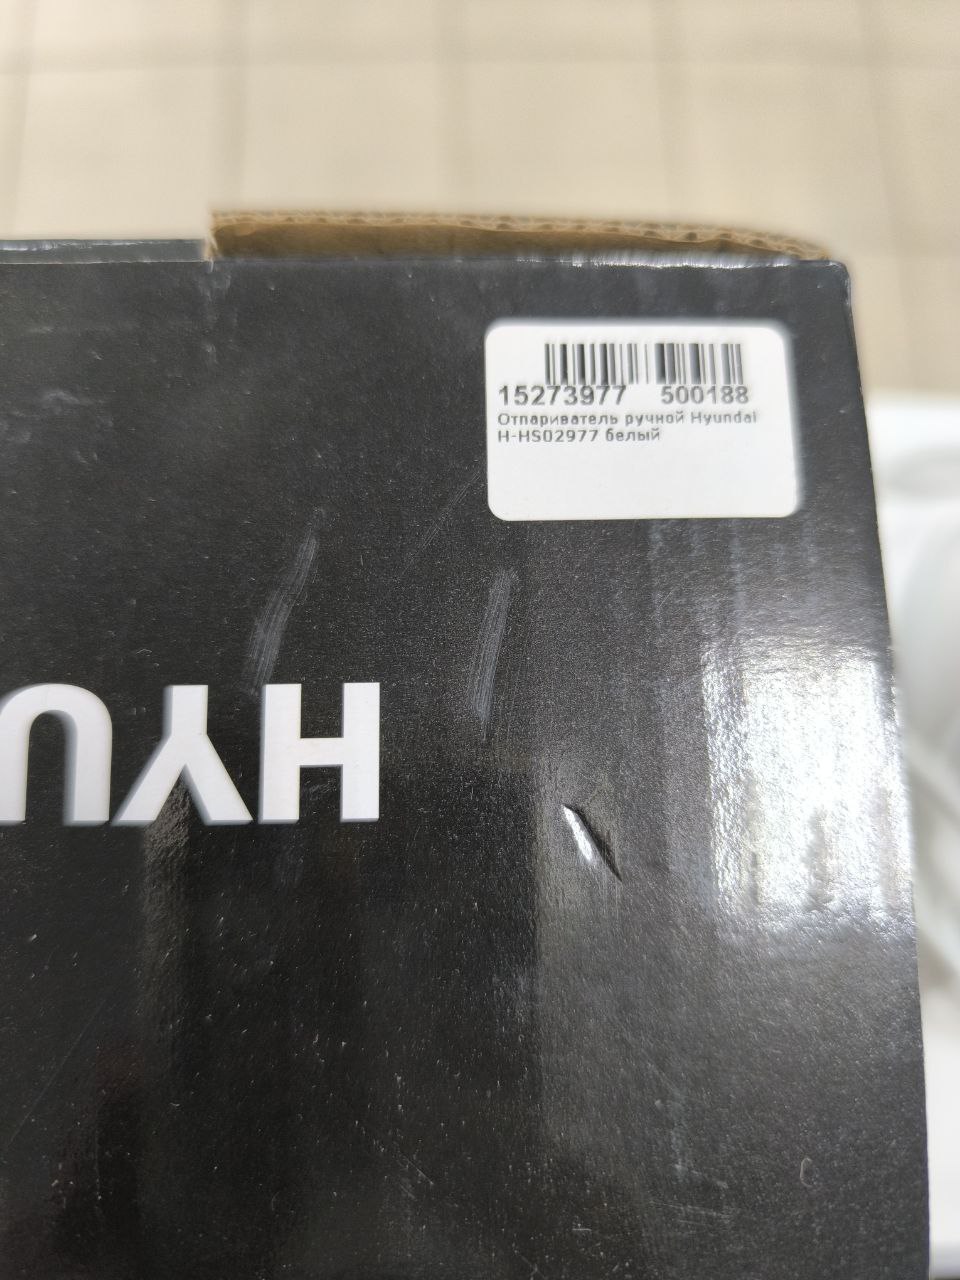 15273977 500188
Отпариватель ручной Hyundai
H-HS02977 белый
HYU